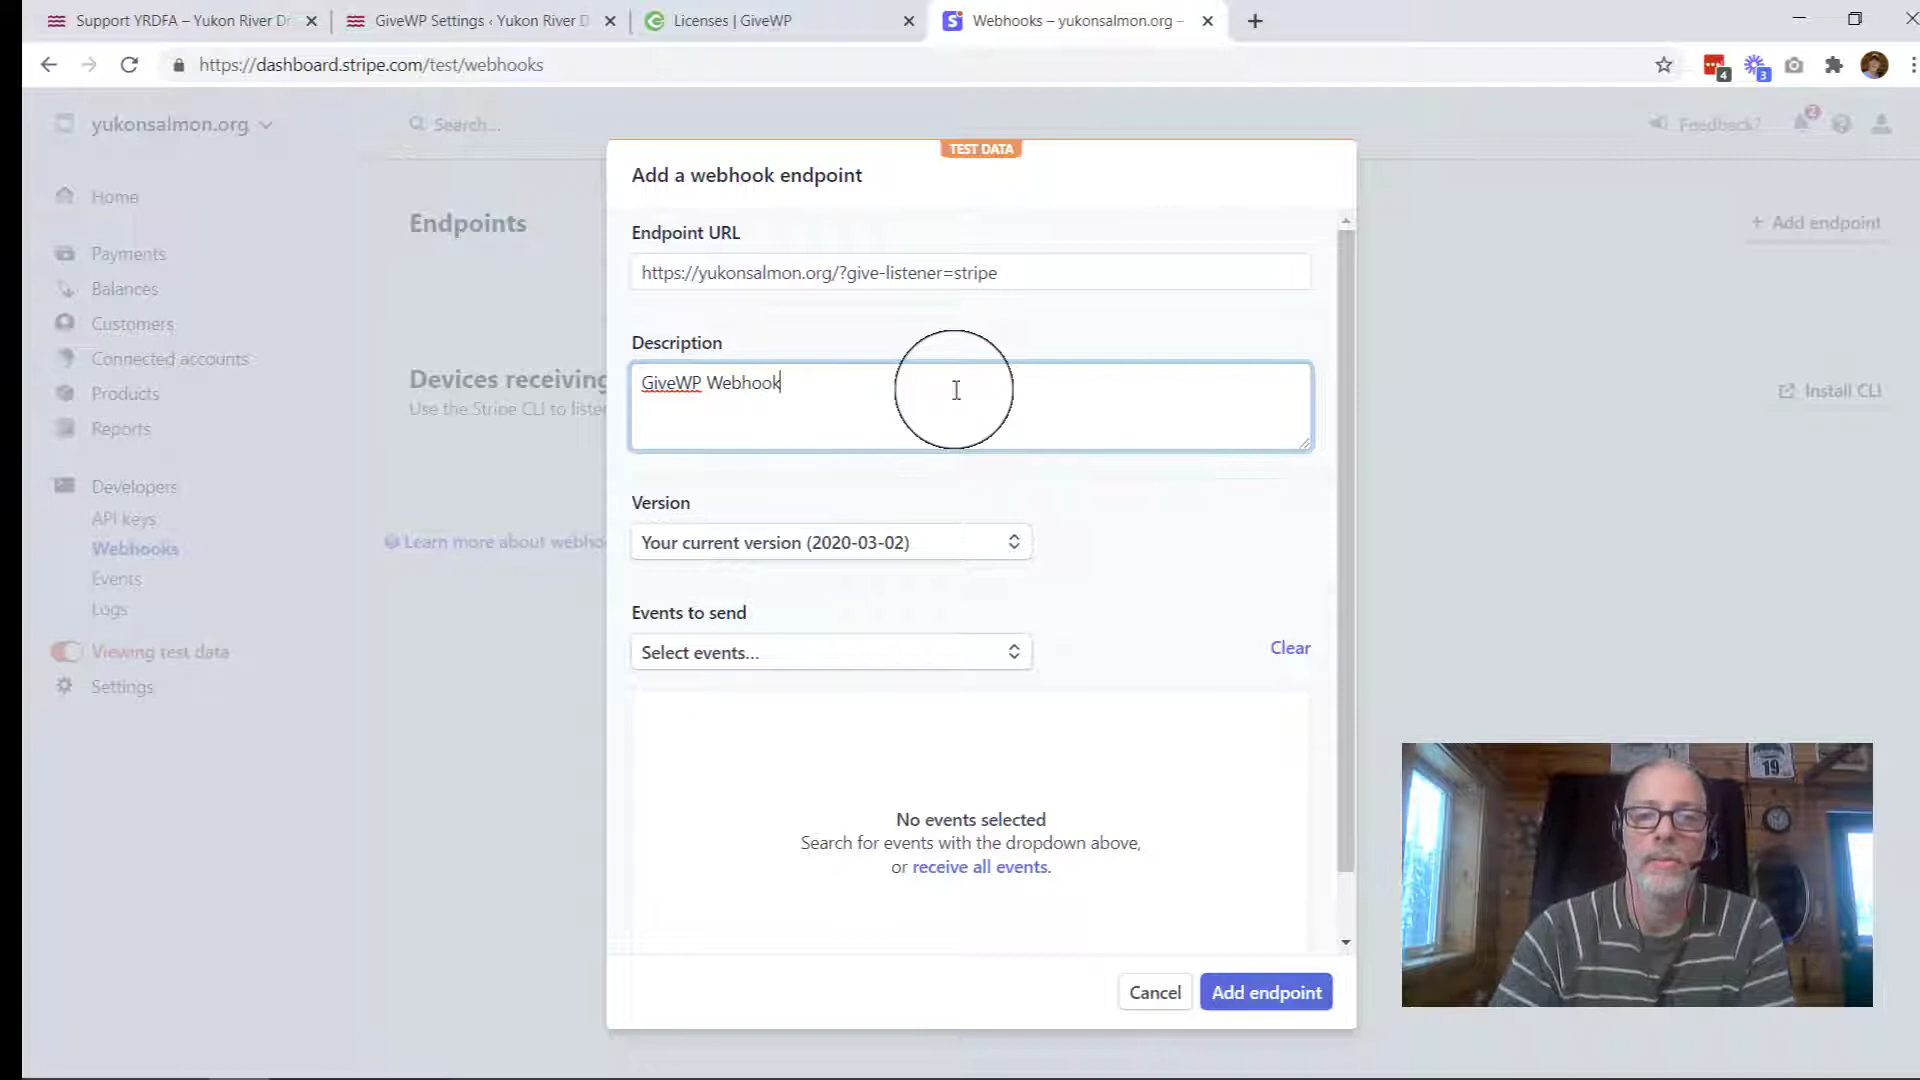 Support YRDFA – Yukon River Dr
GiveWP Settings ‹ Yukon River D
Licenses | GiveWP
Webhooks – yukonsalmon.org –
https://dashboard.stripe.com/test/webhooks
4
3
yukonsalmon.org
Search...
Feedback?
2
TEST DATA
Add a webhook endpoint
Home
Endpoints
+ Add endpoint
Endpoint URL
https://yukonsalmon.org/?give-listener=stripe
Payments
Balances
Customers
Connected accounts
Products
Reports
Description
GiveWP Webhook
Devices receiving
Use the Stripe CLI to lister
Install CLI
Developers
API keys
Webhooks
Events
Logs
Learn more about webho
Version
Your current version (2020-03-02)
Events to send
Select events...
Clear
Viewing test data
Settings
No events selected
Search for events with the dropdown above,
or receive all events.
19
Cancel
Add endpoint